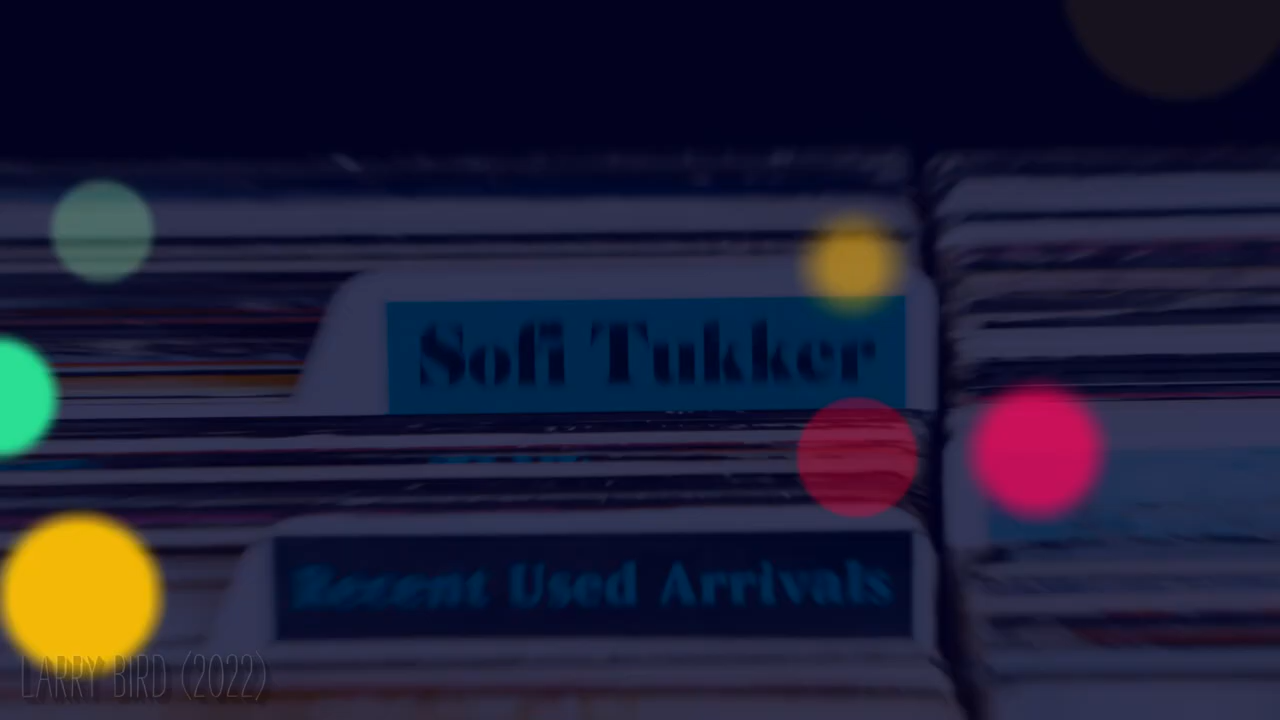 Sofi Tukker
Recent Used Arrivals
LARRY BIRD (2022)